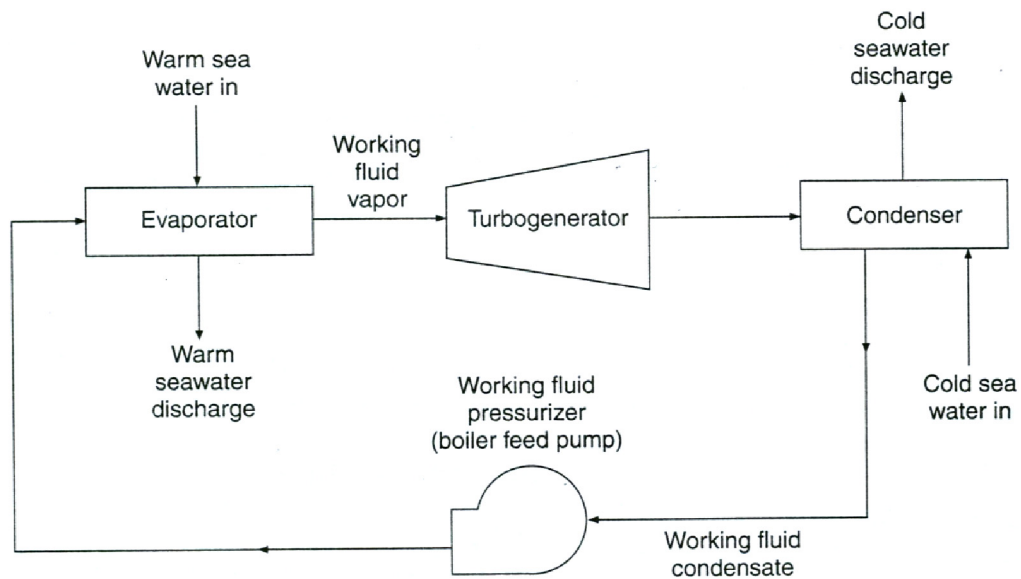 Cold
seawater
discharge
Warm sea
water in
Working
fluid
vapor
Evaporator
Turbogenerator
Condenser
Warm
seawater
discharge
Working fluid
pressurizer
(boiler feed pump)
Cold sea
water in
Working fluid
condensate